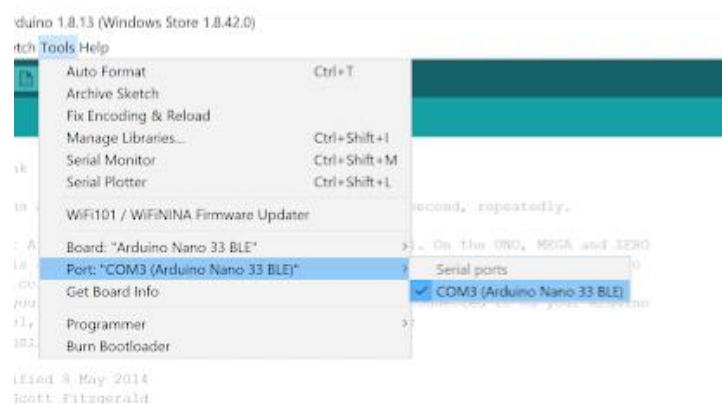 rduino 1.8.13 (Windows Store 1.8.42.0)
tch Tools Help
Auto Format Ctrl+T
Archive Sketch
Fix Encoding & Reload
Manage Libraries... Ctrl+Shift+I
Serial Monitor Ctrl+Shift+M
Serial Plotter Ctrl+Shift+L
WiFi101 / WiFiNINA Firmware Updater
econd, repeatedly.
Board: "Arduino Nano 33 BLE"
. On the UNO, MEGA and ZERO
Port: "COM3 (Arduino Nano 33 BLE)"
Serial ports
Get Board Info
COM3 (Arduino Nano 33 BLE)
Programmer
Burn Bootloader
ified 8 May 2014
Scott Fitzgerald